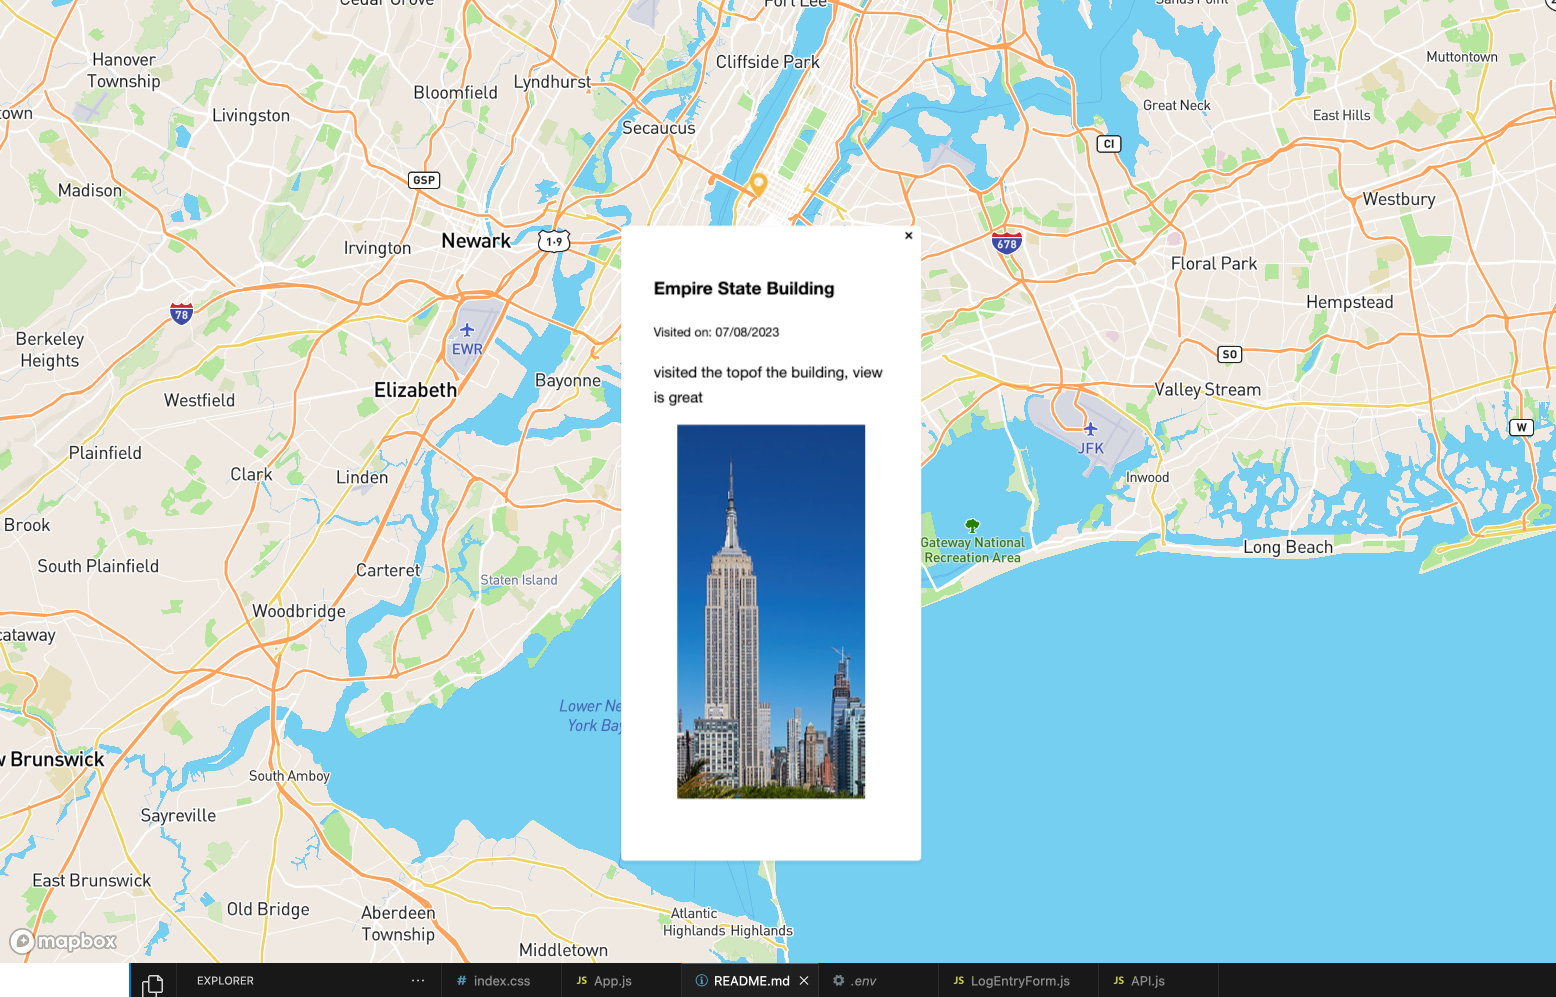 Cedar Grove
Fort Lee
Sands Point
Hanover
Township
Cliffside Park
Muttontown
Lyndhurst
Bloomfield
Livingston
Great Neck
East Hills
Secaucus
CI
GSP
Madison
Westbury
Irvington
Newark
1-9
678
Floral Park
Hempstead
78
Berkeley
Heights
EWR
SO
Elizabeth
Bayonne
Valley Stream
Westfield
W
JFK
Plainfield
Clark
Linden
Inwood
Brook
Gateway National
Recreation Area
Long Beach
South Plainfield
Carteret
Staten Island
Woodbridge
cataway
Lower Ne
York Bay
w Brunswick
South Amboy
Sayreville
East Brunswick
Old Bridge
Aberdeen
Township
Atlantic
Highlands
Highlands
Middletown
mapbox
×
Empire State Building
Visited on: 07/08/2023
visited the topof the building, view
is great
EXPLORER
...
# index.css
JS App.js
README.md ×
.env
JS LogEntryForm.js
JS API.js